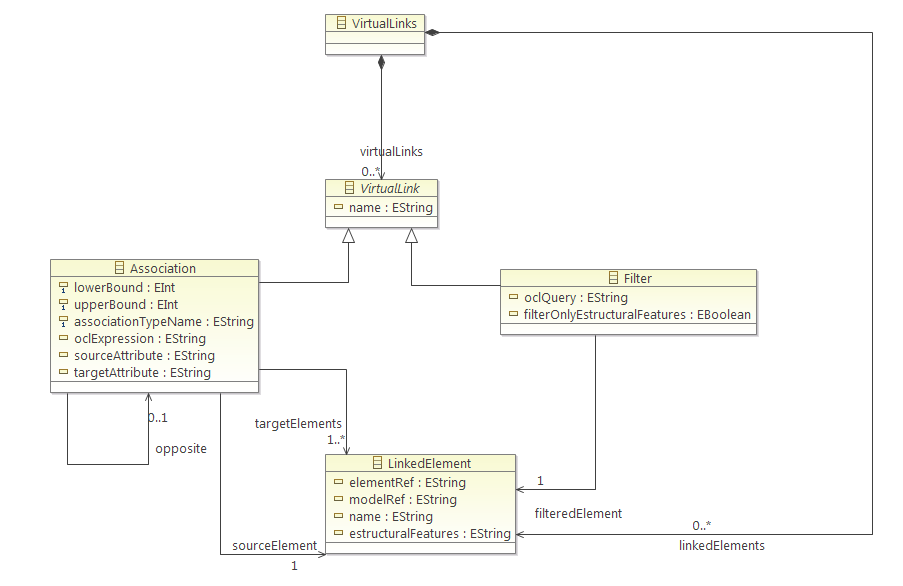 VirtualLinks
virtualLinks
0..*
VirtualLink
name : EString
Association
lowerBound : EInt
upperBound : EInt
associationTypeName : EString
oclExpression : EString
sourceAttribute : EString
targetAttribute : EString
Filter
oclQuery : EString
filterOnlyEstructuralFeatures : EBoolean
0..1
opposite
targetElements
1..*
LinkedElement
elementRef : EString
modelRef : EString
name : EString
estructuralFeatures : EString
1
filteredElement
0..*
linkedElements
sourceElement
1